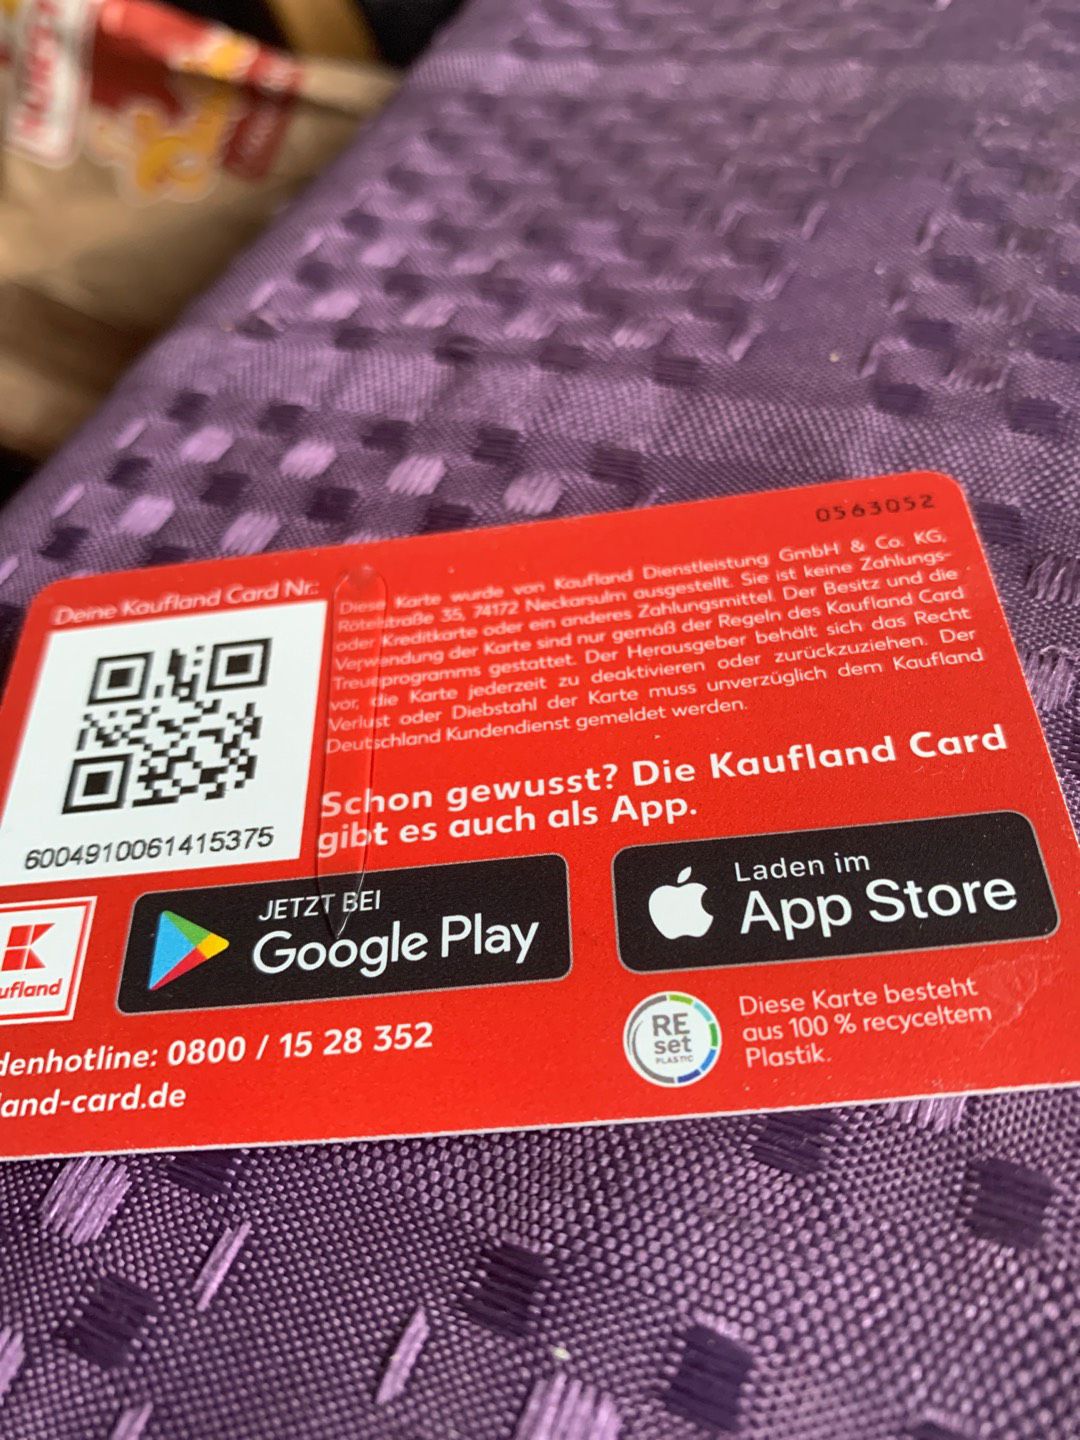 0563052
Deine Kaufland Card Nr.:
6004910061415375
Diese Karte wurde von Kaufland Dienstleistung GmbH & Co. KG,
Rötelstraße 35, 74172 Neckarsulm ausgestellt. Sie ist keine Zahlungs-
oder Kreditkarte oder ein anderes Zahlungsmittel. Der Besitz und die
Verwendung der Karte sind nur gemäß der Regeln des Kaufland Card
Treueprogramms gestattet. Der Herausgeber behält sich das Recht
vor, die Karte jederzeit zu deaktivieren oder zurückzuziehen. Der
Verlust oder Diebstahl der Karte muss unverzüglich dem Kaufland
Deutschland Kundendienst gemeldet werden.
Schon gewusst? Die Kaufland Card
gibt es auch als App.
JETZT BEI
Google Play
Laden im
App Store
ufland
denhotline: 0800 / 15 28 352
land-card.de
RE
set
PLASTIC
Diese Karte besteht
aus 100 % recyceltem
Plastik.